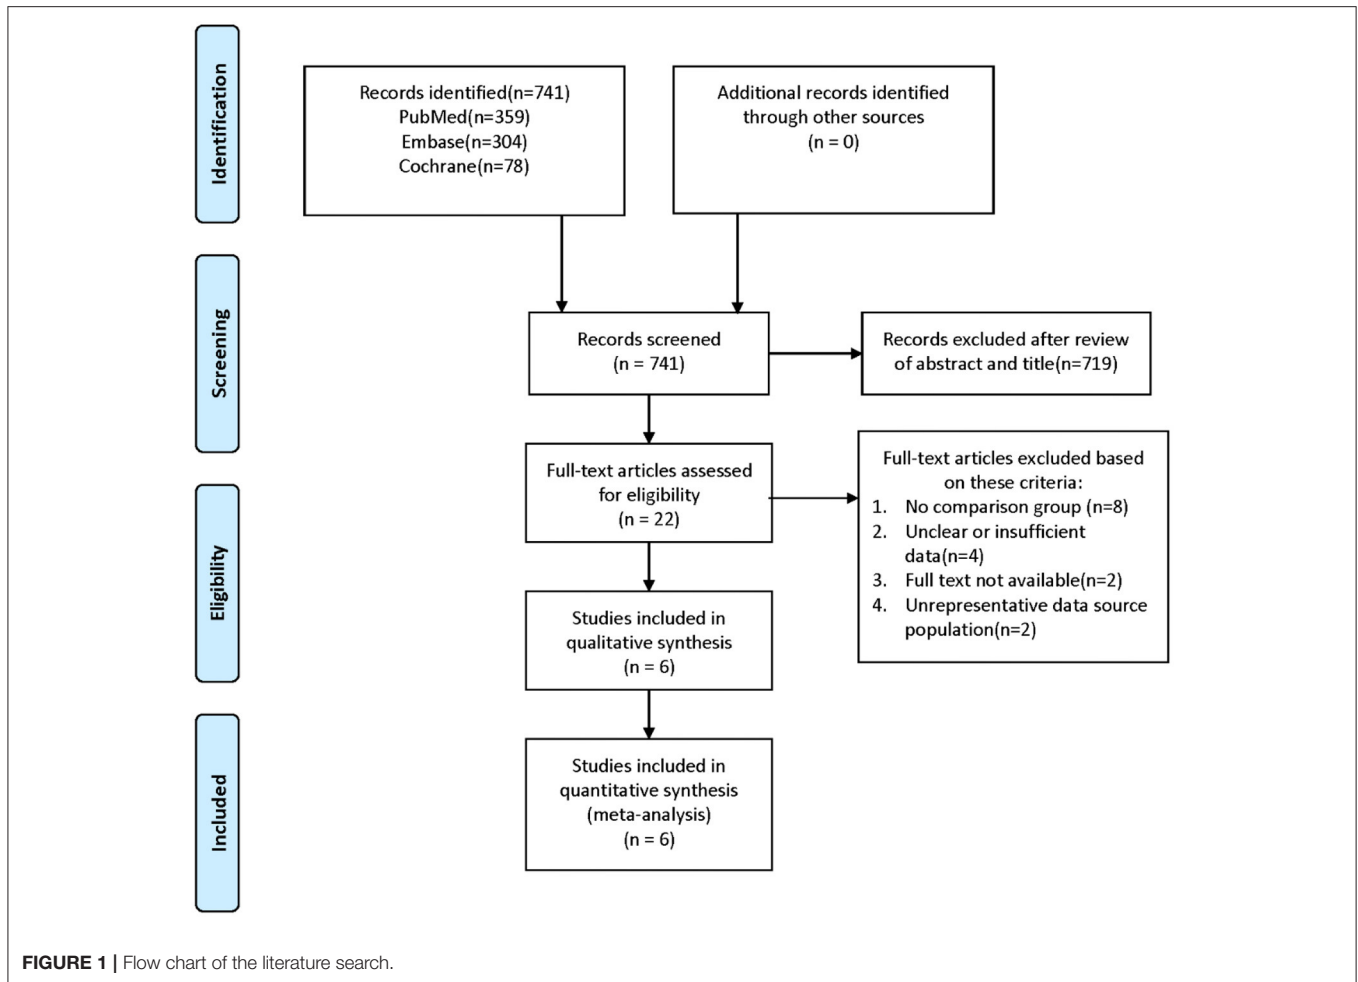 Identification
Records identified(n=741)
PubMed(n=359)
Embase(n=304)
Cochrane(n=78)
Additional records identified
through other sources
(n = 0)
Screening
Records screened
(n = 741)
Records excluded after review
of abstract and title(n=719)
Full-text articles assessed
for eligibility
(n = 22)
Full-text articles excluded based
on these criteria:
1. No comparison group (n=8)
2. Unclear or insufficient
data(n=4)
3. Full text not available(n=2)
4. Unrepresentative data source
population(n=2)
Eligibility
Studies included in
qualitative synthesis
(n = 6)
Included
Studies included in
quantitative synthesis
(meta-analysis)
(n = 6)
FIGURE 1 | Flow chart of the literature search.